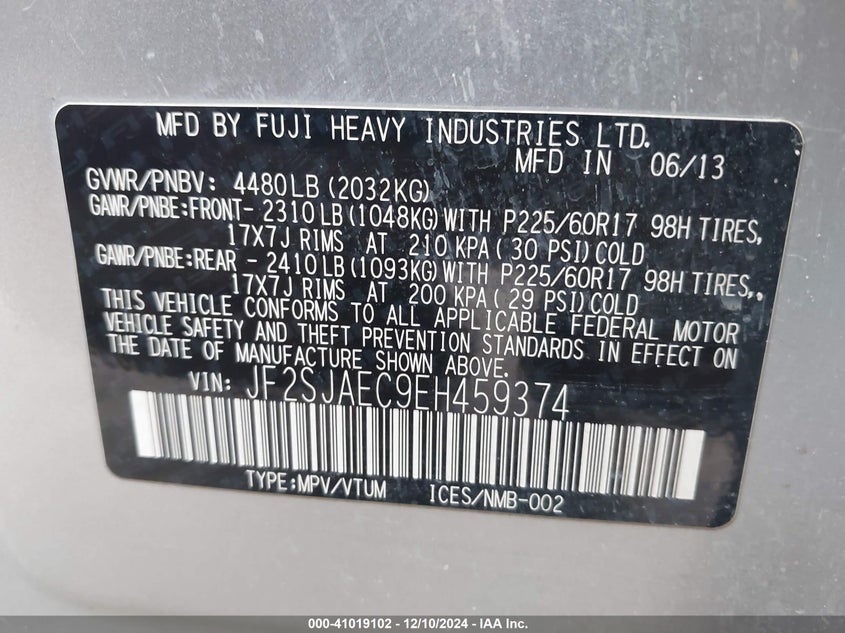 MFD BY FUJI HEAVY INDUSTRIES LTD.
MFD IN 06/13
GVWR/PNBV: 4480LB (2032KG)
GAWR/PNBE:FRONT- 2310LB (1048KG) WITH P225/60R17 98H TIRES,
17X7J RIMS AT 210 KPA ( 30 PSI) COLD
GAWR/PNBE:REAR - 2410LB (1093KG) WITH P225/60R17 98H TIRES,
17X7J RIMS AT 200 KPA ( 29 PSI) COLD
THIS VEHICLE CONFORMS TO ALL APPLICABLE FEDERAL MOTOR
VEHICLE SAFETY AND THEFT PREVENTION STANDARDS IN EFFECT ON
THE DATE OF MANUFACTURE SHOWN ABOVE.
VIN: JF2SJAEC9EH459374
TYPE:MPV/VTUM ICES/NMB-002
000-41019102 - 12/10/2024 - IAA Inc.